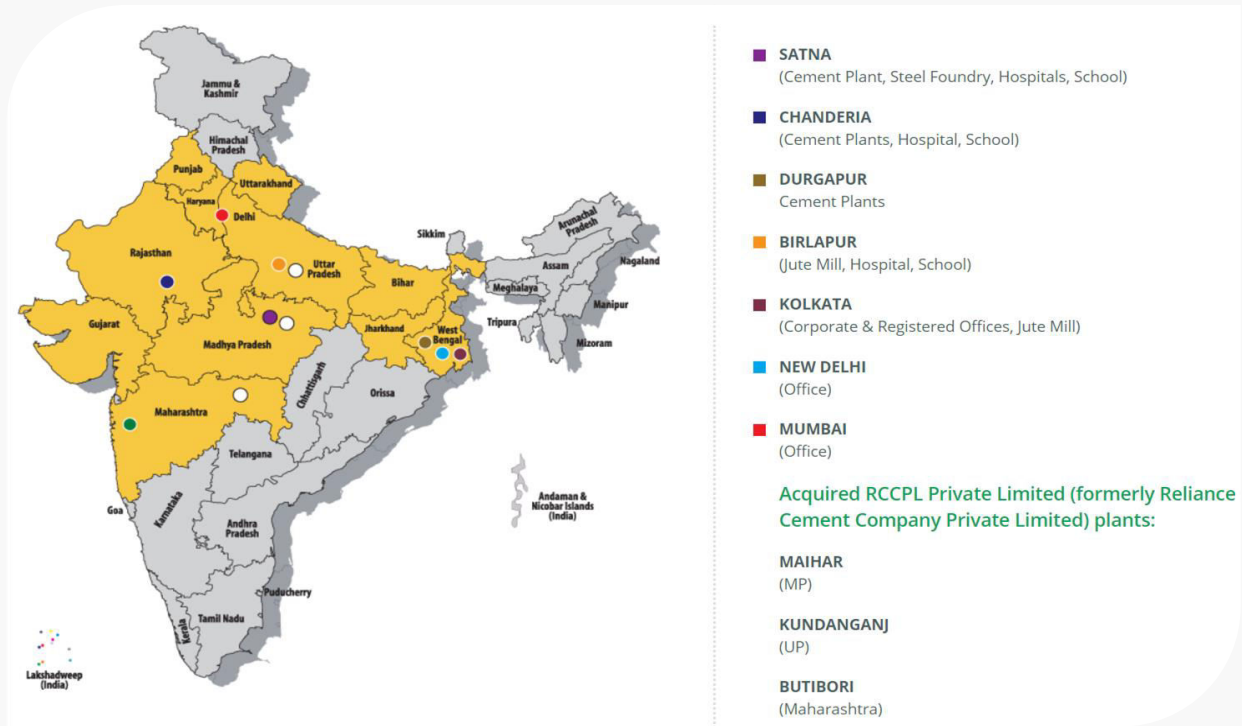 Jammu &
Kashmir
Himachal
Pradesh
Punjab
Uttarakhand
Haryana
Delhi
Rajasthan
Uttar
Pradesh
Sikkim
Arunachal
Pradesh
Assam
Nagaland
Meghalaya
Manipur
Tripura
Mizoram
Bihar
Jharkhand
West
Bengal
Gujarat
Madhya Pradesh
Chhattisgarh
Orissa
Maharashtra
Telangana
Goa
Karnataka
Andhra
Pradesh
Andaman &
Nicobar Islands
(India)
Puducherry
Tamil Nadu
Kerala
Lakshadweep
(India)
SATNA
(Cement Plant, Steel Foundry, Hospitals, School)
CHANDERIA
(Cement Plants, Hospital, School)
DURGAPUR
Cement Plants
BIRLAPUR
(Jute Mill, Hospital, School)
KOLKATA
(Corporate & Registered Offices, Jute Mill)
NEW DELHI
(Office)
MUMBAI
(Office)
Acquired RCCPL Private Limited (formerly Reliance
Cement Company Private Limited) plants:
MAIHAR
(MP)
KUNDANGANJ
(UP)
BUTIBORI
(Maharashtra)